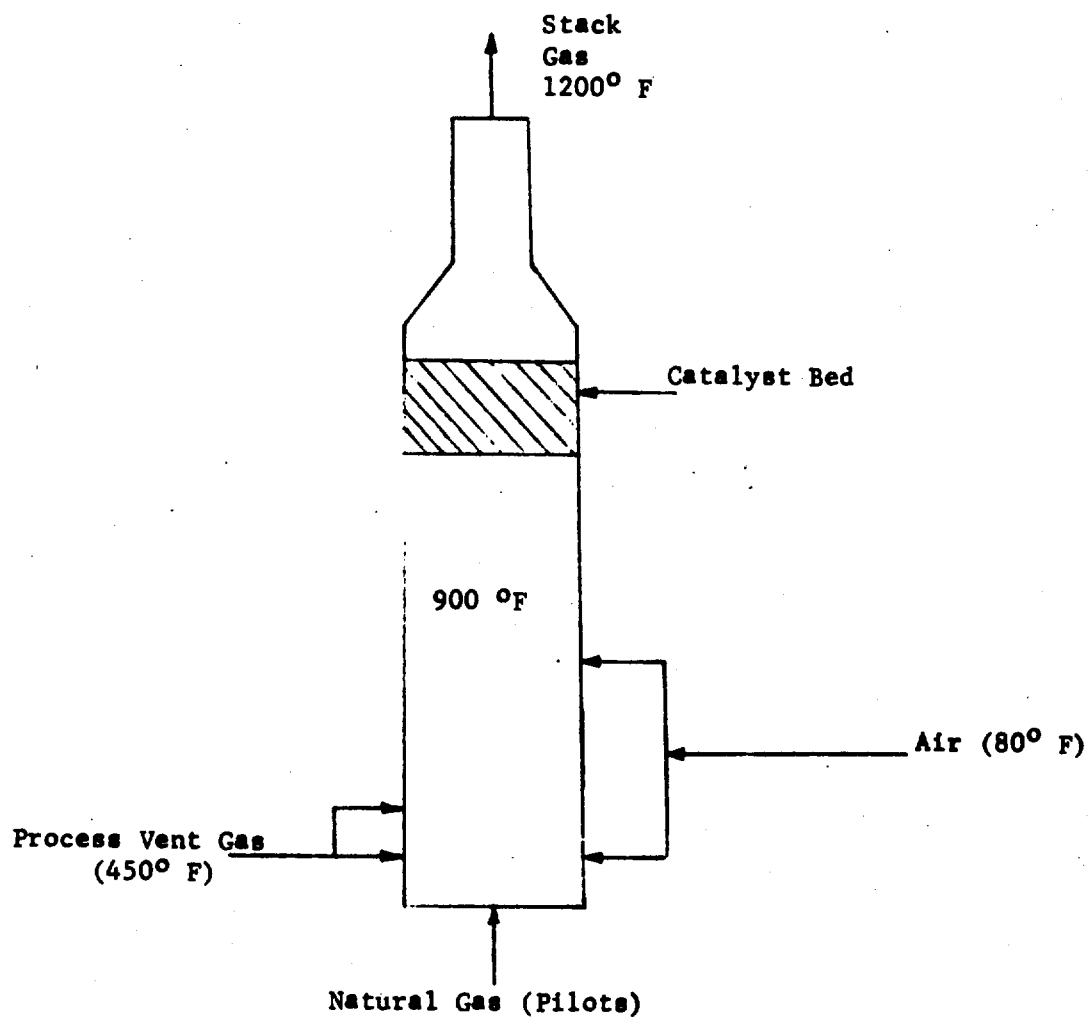 Stack
Gas
1200° F
Catalyst Bed
900 °F
Air (80° F)
Process Vent Gas
(450° F)
Natural Gas (Pilots)